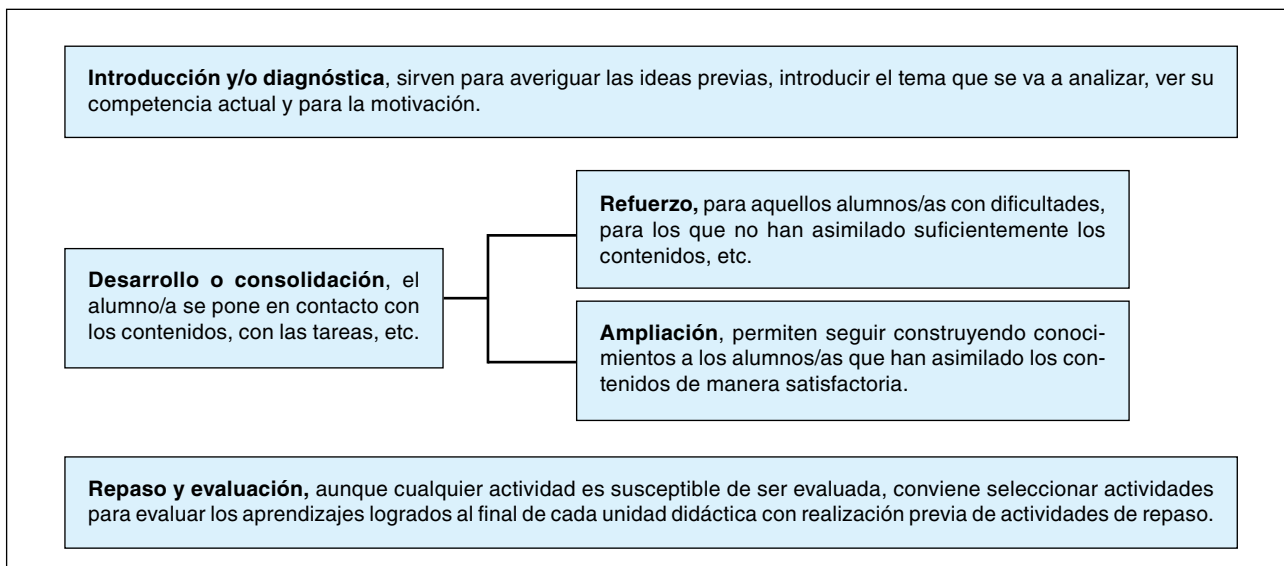 Introducción y/o diagnóstica, sirven para averiguar las ideas previas, introducir el tema que se va a analizar, ver su
competencia actual y para la motivación.
Desarrollo o consolidación, el
alumno/a se pone en contacto con
los contenidos, con las tareas, etc.
Refuerzo, para aquellos alumnos/as con dificultades,
para los que no han asimilado suficientemente los
contenidos, etc.
Ampliación, permiten seguir construyendo conoci-
mientos a los alumnos/as que han asimilado los con-
tenidos de manera satisfactoria.
Repaso y evaluación, aunque cualquier actividad es susceptible de ser evaluada, conviene seleccionar actividades
para evaluar los aprendizajes logrados al final de cada unidad didáctica con realización previa de actividades de repaso.